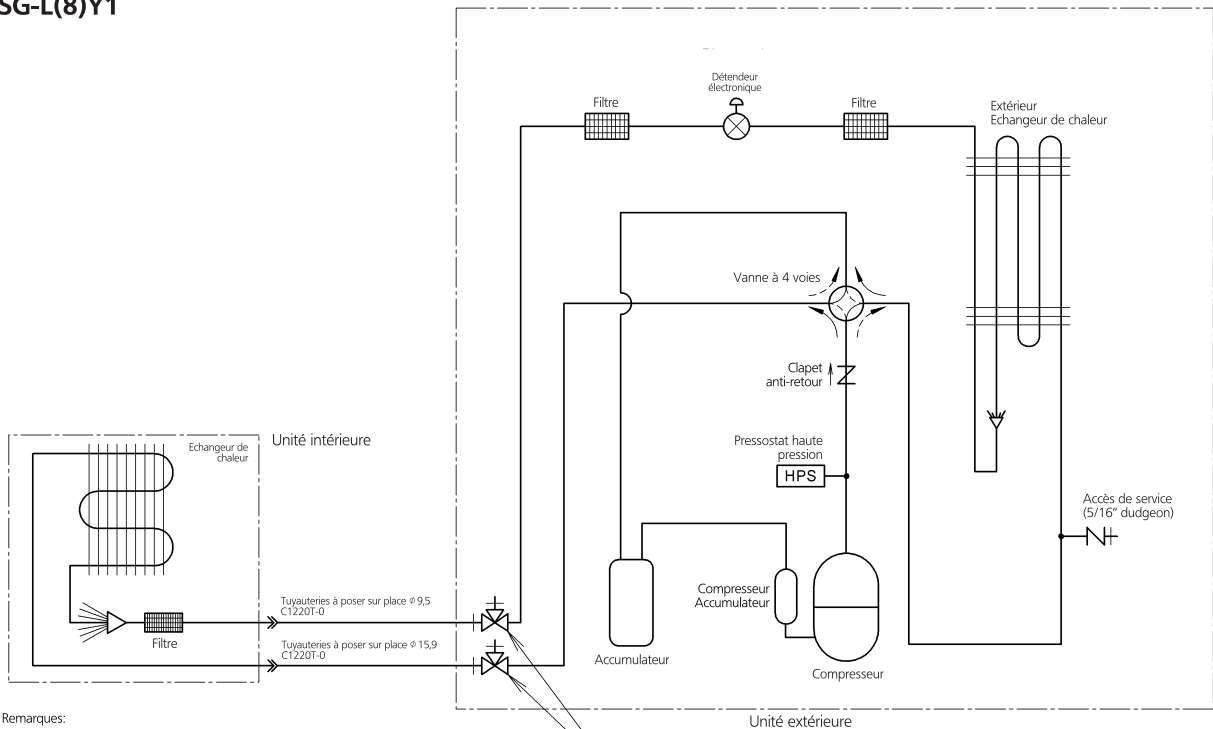 SG-L(8)Y1
Détendeur
électronique
Filtre
Filtre
Extérieur
Echangeur de chaleur
Vanne à 4 voies
Clapet
anti-retour
Pressostat haute
pression
HPS
Unité intérieure
Echangeur de
chaleur
Accès de service
(5/16" dudgeon)
Compresseur
Accumulateur
Tuyauteries à poser sur place ϕ 9,5
C1220T-0
Filtre
Tuyauteries à poser sur place ϕ 15,9
C1220T-0
Accumulateur
Compresseur
Remarques:
Unité extérieure